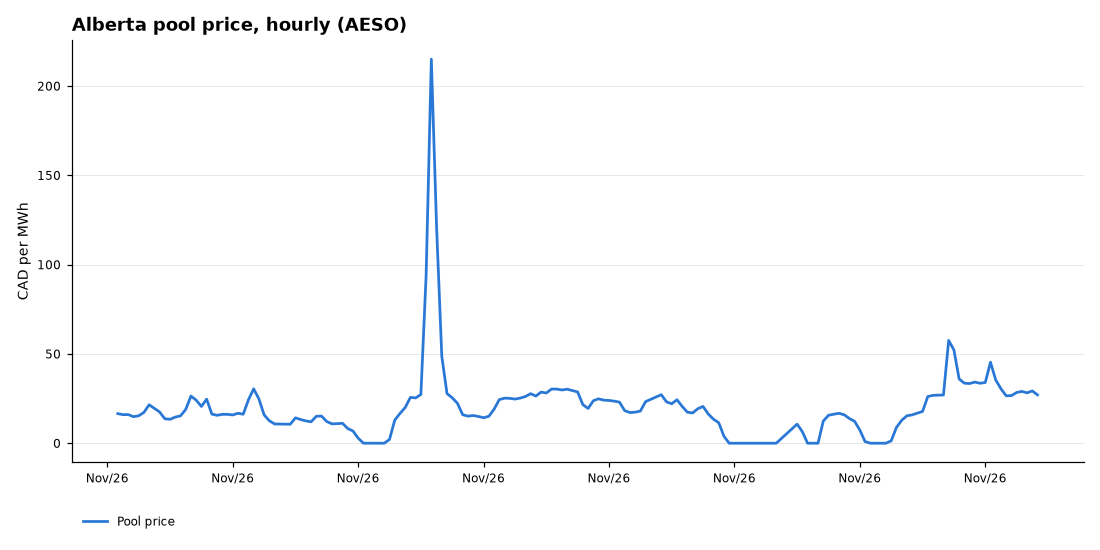 Alberta pool price, hourly (AESO)
CAD per MWh
200
150
100
50
0
Nov/26 Nov/26 Nov/26 Nov/26 Nov/26 Nov/26 Nov/26 Nov/26
Pool price